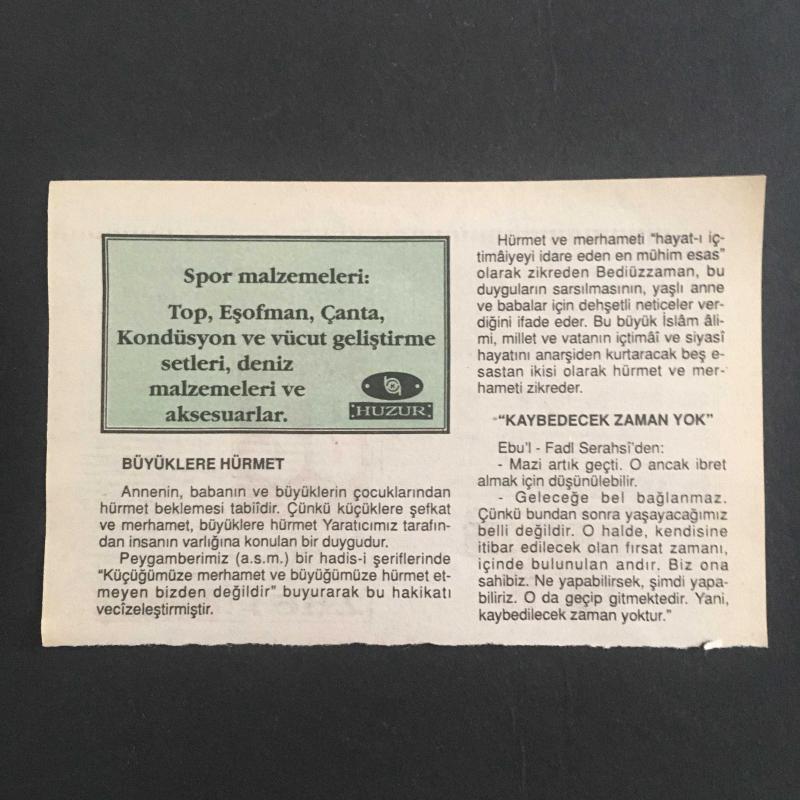 Spor malzemeleri:
Top, Eşofman, Çanta,
Kondüsyon ve vücut geliştirme
setleri, deniz
malzemeleri ve
aksesuarlar.
HUZUR
BÜYÜKLERE HÜRMET
Annenin, babanın ve büyüklerin çocuklarından
hürmet beklemesi tabiîdir. Çünkü küçüklere şefkat
ve merhamet, büyüklere hürmet Yaratıcımız tarafın-
dan insanın varlığına konulan bir duygudur.
Peygamberimiz (a.s.m.) bir hadis-i şeriflerinde
"Küçüğümüze merhamet ve büyüğümüze hürmet et-
meyen bizden değildir" buyurarak bu hakikatı
vecîzeleştirmiştir.
Hürmet ve merhameti "hayat-ı iç-
timâiyeyi idare eden en mühim esas"
olarak zikreden Bediüzzaman, bu
duyguların sarsılmasının, yaşlı anne
ve babalar için dehşetli neticeler ver-
diğini ifade eder. Bu büyük İslâm âli-
mi, millet ve vatanın içtimâî ve siyasî
hayatını anarşiden kurtaracak beş e-
sastan ikisi olarak hürmet ve mer-
hameti zikreder.
"KAYBEDECEK ZAMAN YOK"
Ebu'l - Fadl Serahsî'den:
- Mazi artık geçti. O ancak ibret
almak için düşünülebilir.
- Geleceğe bel bağlanmaz.
Çünkü bundan sonra yaşayacağımız
belli değildir. O halde, kendisine
itibar edilecek olan fırsat zamanı,
içinde bulunulan andır. Biz ona
sahibiz. Ne yapabilirsek, şimdi yapa-
biliriz. O da geçip gitmektedir. Yani,
kaybedilecek zaman yoktur."